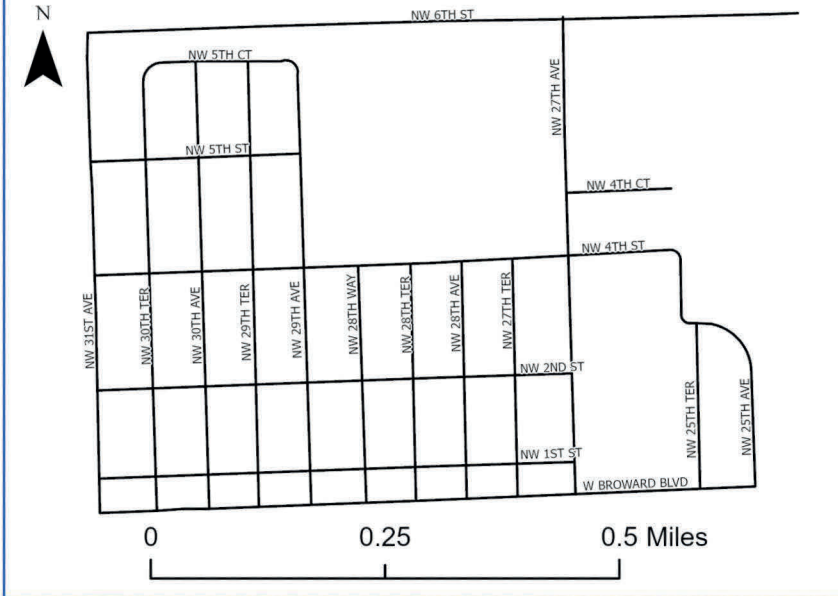 N
NW 6TH ST
NW 5TH CT
NW 27TH AVE
NW 5TH ST
NW 4TH CT
NW 4TH ST
NW 31ST AVE
NW 30TH TER
NW 30TH AVE
NW 29TH TER
NW 29TH AVE
NW 28TH WAY
NW 28TH TER
NW 28TH AVE
NW 27TH TER
NW 2ND ST
NW 25TH TER
NW 25TH AVE
NW 1ST ST
W BROWARD BLVD
0 0.25 0.5 Miles